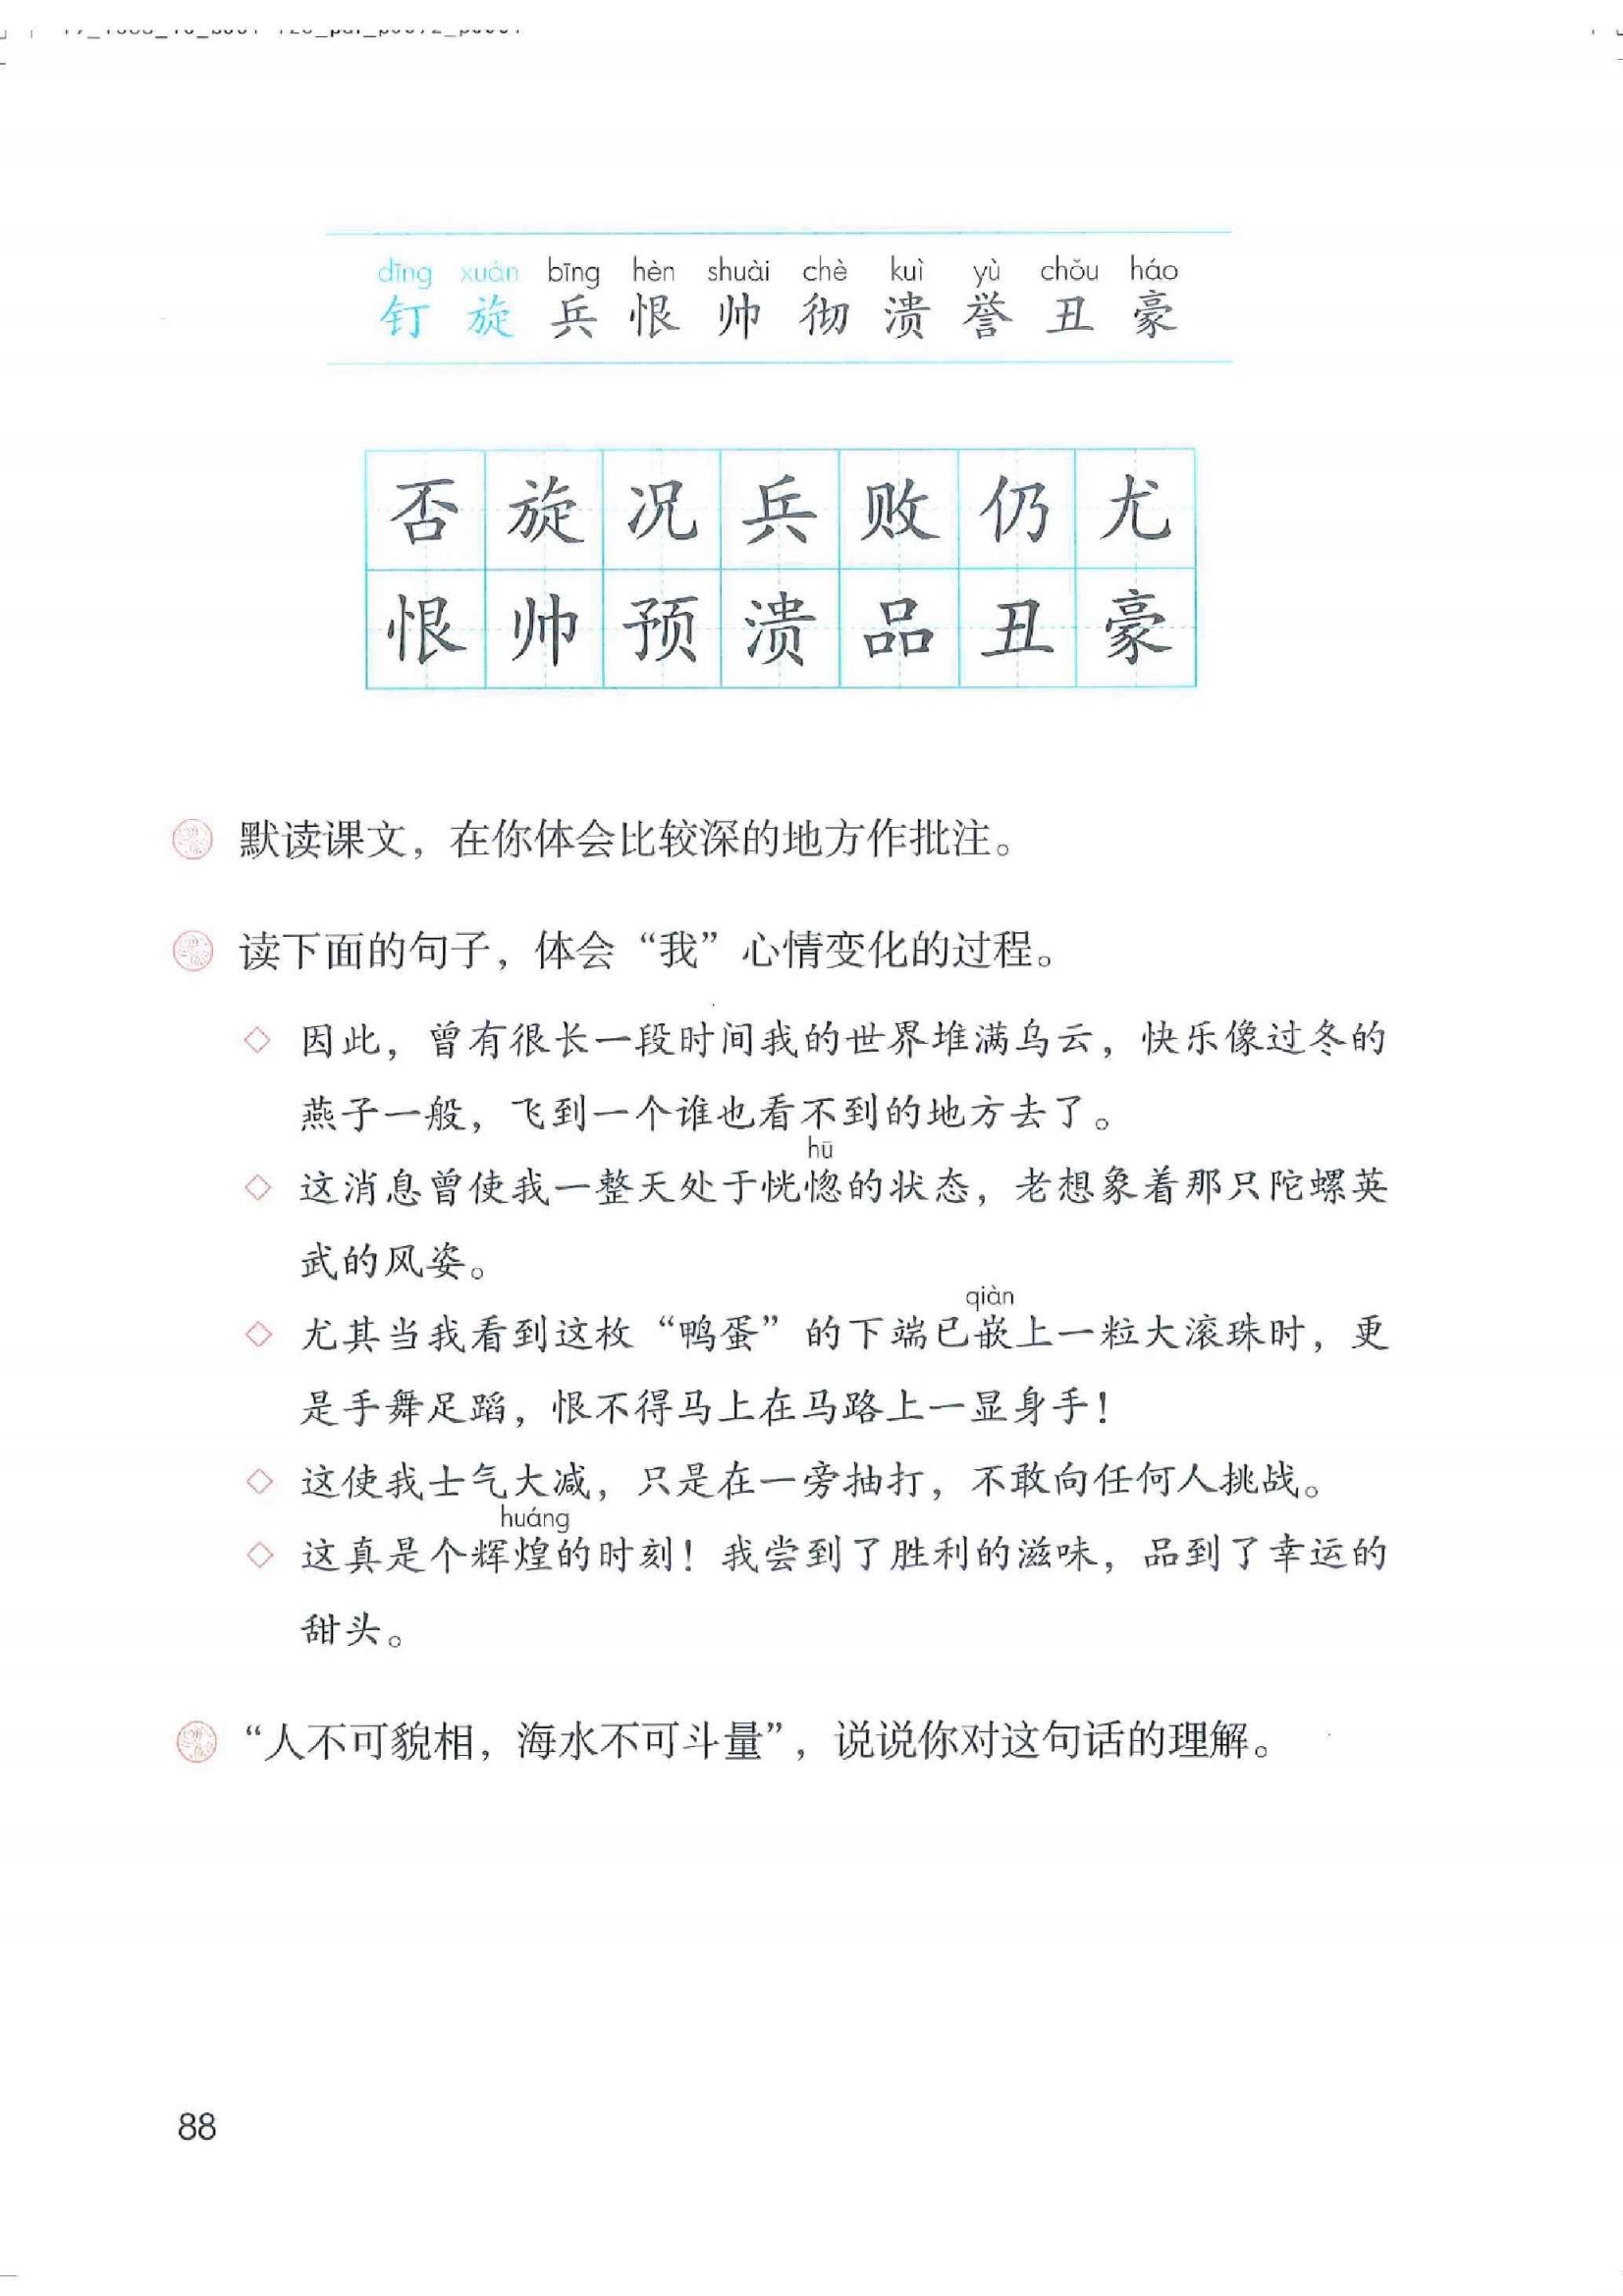 dīng xuán bīng hèn shuài chè kuì yù chǒu háo
钉 旋 兵 恨 帅 彻 溃 誉 丑 豪
否 旋 况 兵 败 仍 尤
恨 帅 预 溃 品 丑 豪
默读课文，在你体会比较深的地方作批注。
读下面的句子，体会“我”心情变化的过程。
◇ 因此，曾有很长一段时间我的世界堆满乌云，快乐像过冬的
燕子一般，飞到一个谁也看不到的地方去了。
hū
◇ 这消息曾使我一整天处于恍惚的状态，老想象着那只陀螺英
武的风姿。
qiàn
◇ 尤其当我看到这枚“鸭蛋”的下端已嵌上一粒大滚珠时，更
是手舞足蹈，恨不得马上在马路上一显身手！
◇ 这使我士气大减，只是在一旁抽打，不敢向任何人挑战。
huáng
◇ 这真是个辉煌的时刻！我尝到了胜利的滋味，品到了幸运的
甜头。
“人不可貌相，海水不可斗量”，说说你对这句话的理解。
88